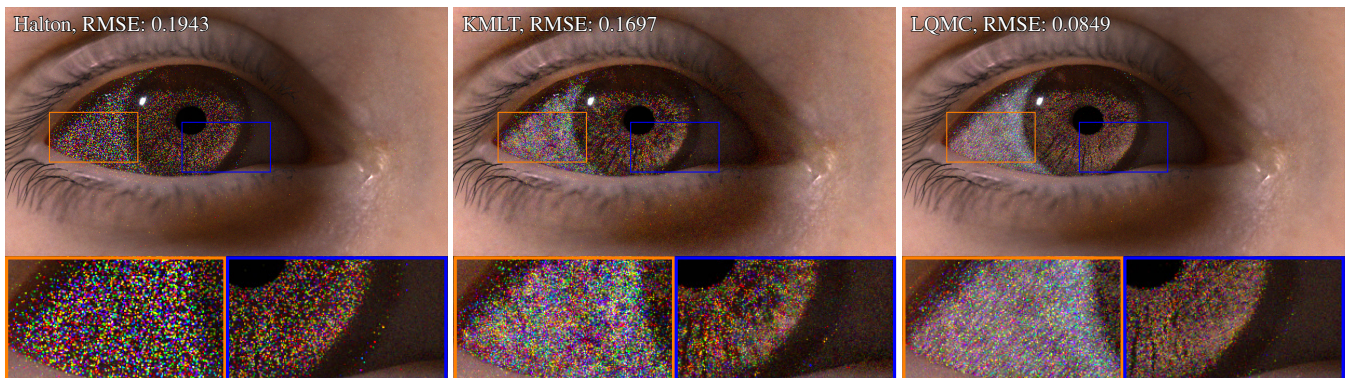 Halton, RMSE: 0.1943
KMLT, RMSE: 0.1697
LQMC, RMSE: 0.0849